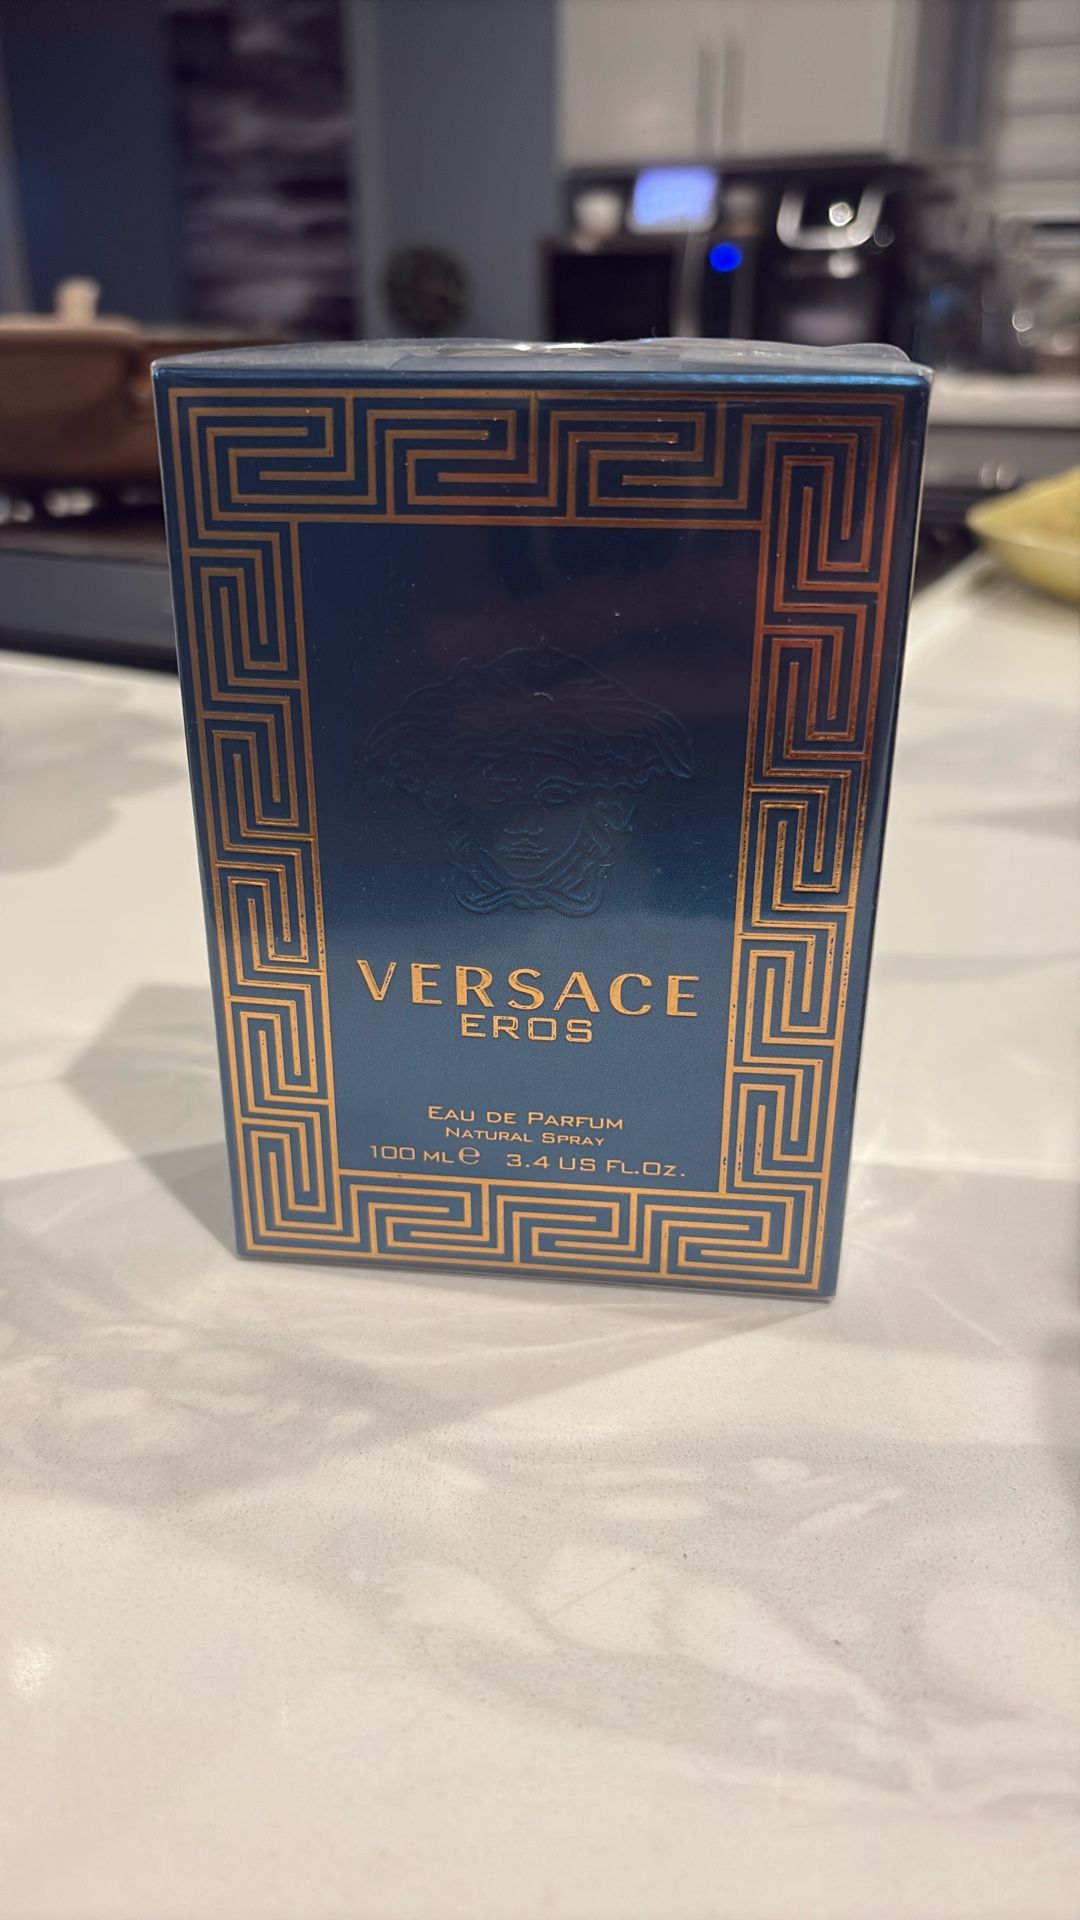 VERSACE
EROS
EAU DE PARFUM
NATURAL SPRAY
100 ML℮ 3.4 US FL.OZ.